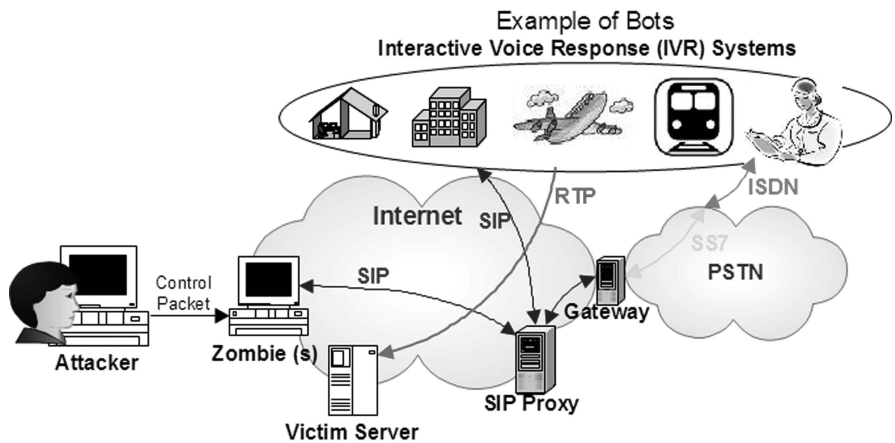 Example of Bots
Interactive Voice Response (IVR) Systems
ISDN
RTP
Internet
SIP
SS7
PSTN
SIP
Control
Packet
Gateway
Attacker
Zombie (s)
SIP Proxy
Victim Server